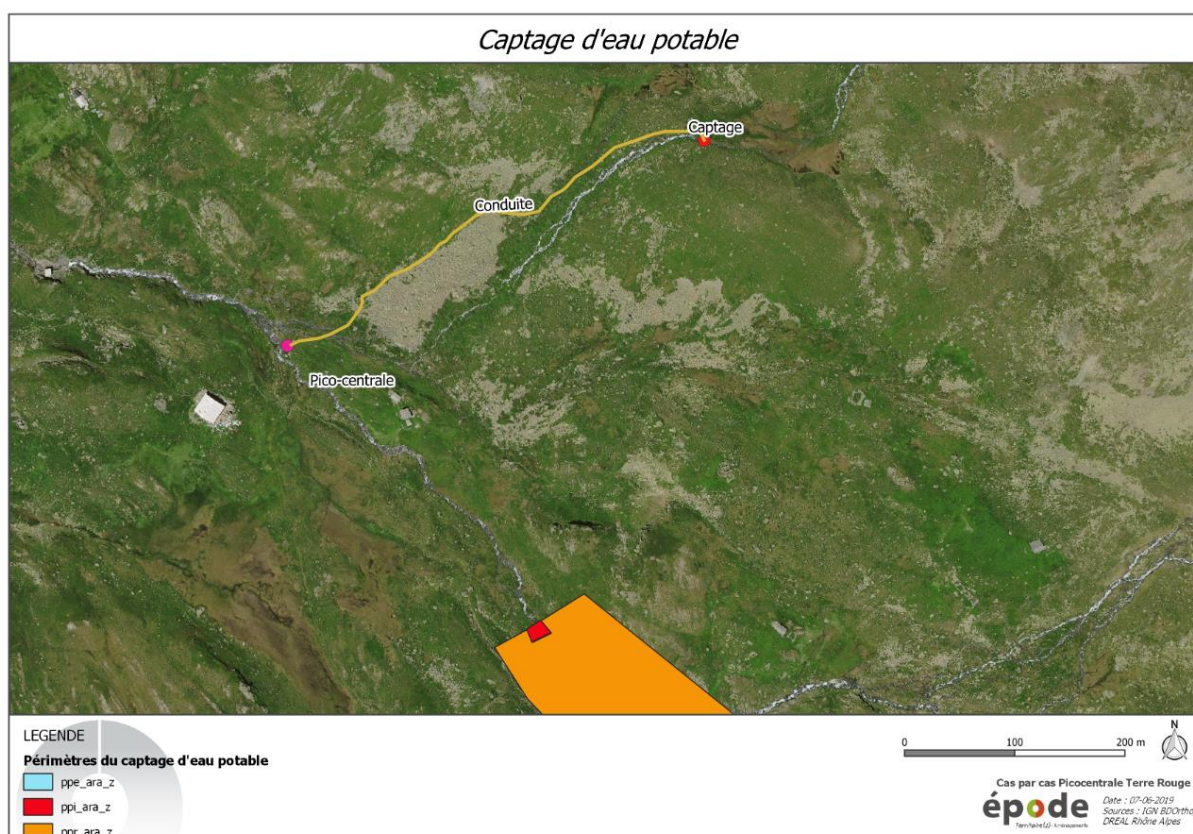 Captage d'eau potable
Captage
Conduite
Pico-centrale
LEGENDE
Périmètres du captage d'eau potable
ppe_ara_z
ppi_ara_z
ppr_ara_z
0 100 200 m
N
Cas par cas Picocentrale Terre Rouge
épode
Date : 07-06-2019
Sources : IGN BDOrtho
DREAL Rhône Alpes